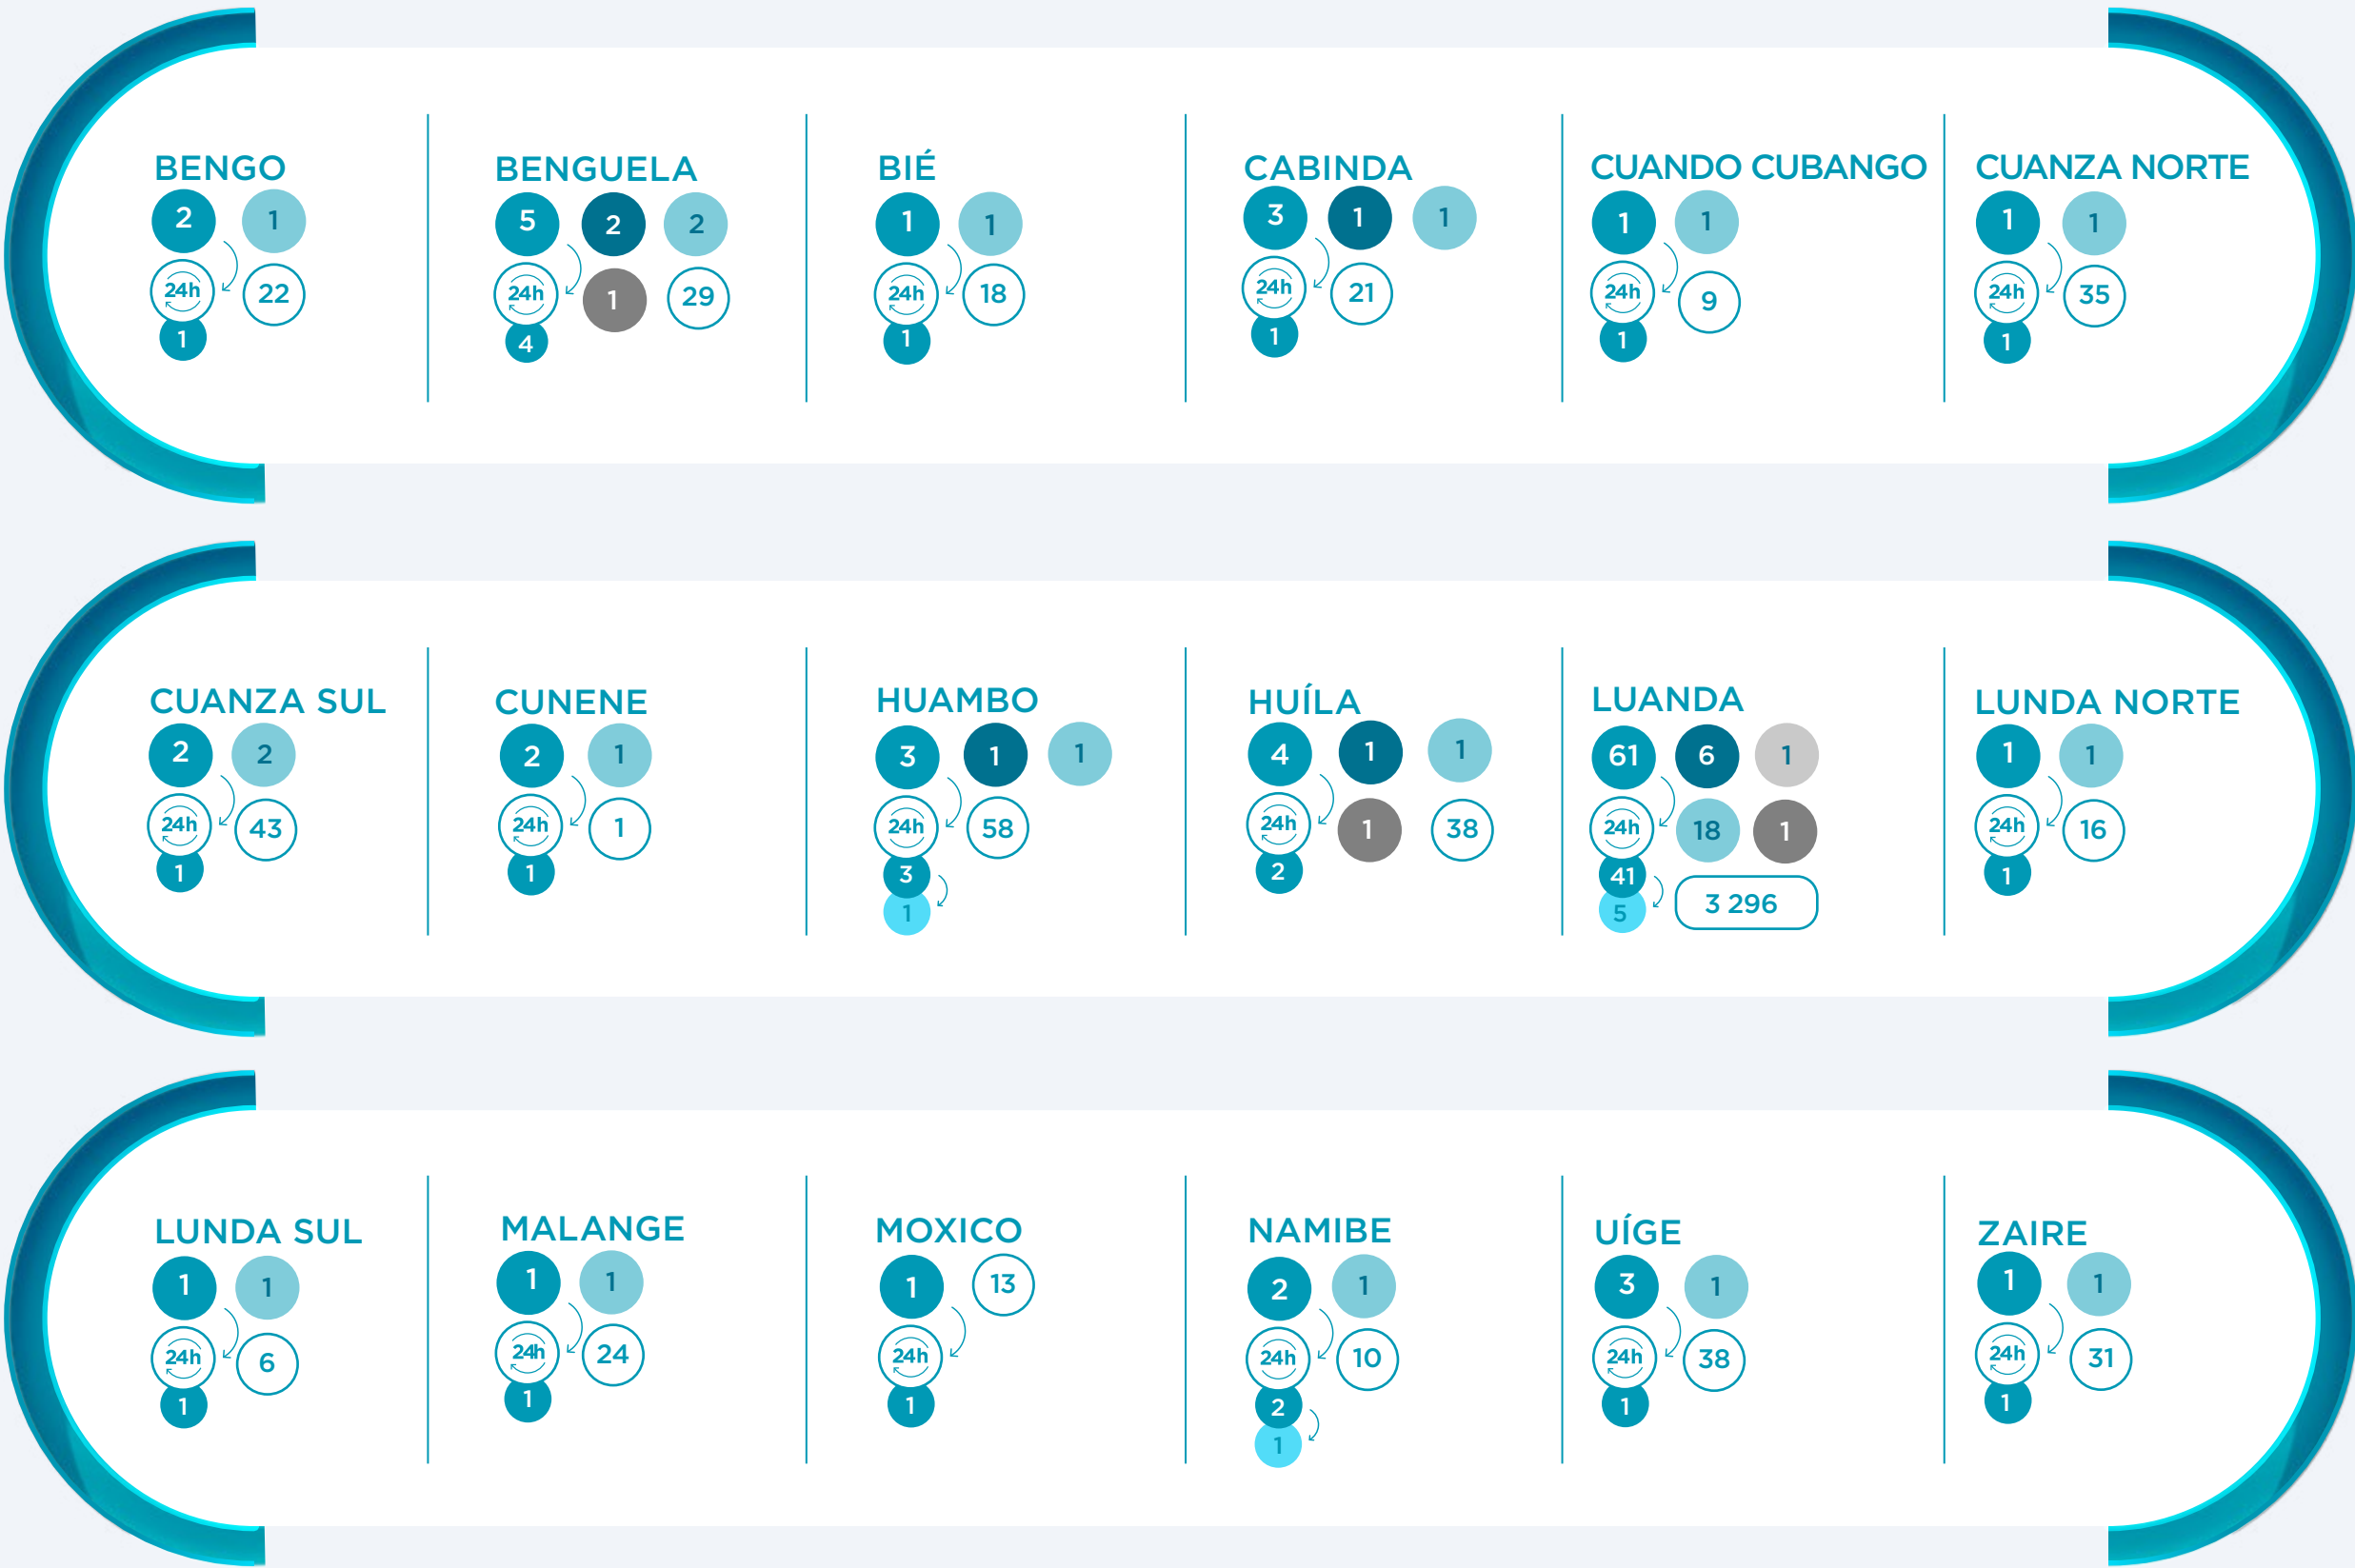 BENGO
2 1
24h 22
1
BENGUELA
5 2 2
24h 1 29
4
BIÉ
1 1
24h 18
1
CABINDA
3 1 1
24h 21
1
CUANDO CUBANGO
1 1
24h 9
1
CUANZA NORTE
1 1
24h 35
1
CUANZA SUL
2 2
24h 43
1
CUNENE
2 1
24h 1
1
HUAMBO
3 1 1
24h 58
3
1
HUÍLA
4 1 1
24h 1 38
2
LUANDA
61 6 1
24h 18 1
41
5 3 296
LUNDA NORTE
1 1
24h 16
1
LUNDA SUL
1 1
24h 6
1
MALANGE
1 1
24h 24
1
MOXICO
1 13
24h
1
NAMIBE
2 1
24h 10
2
1
UÍGE
3 1
24h 38
1
ZAIRE
1 1
24h 31
1